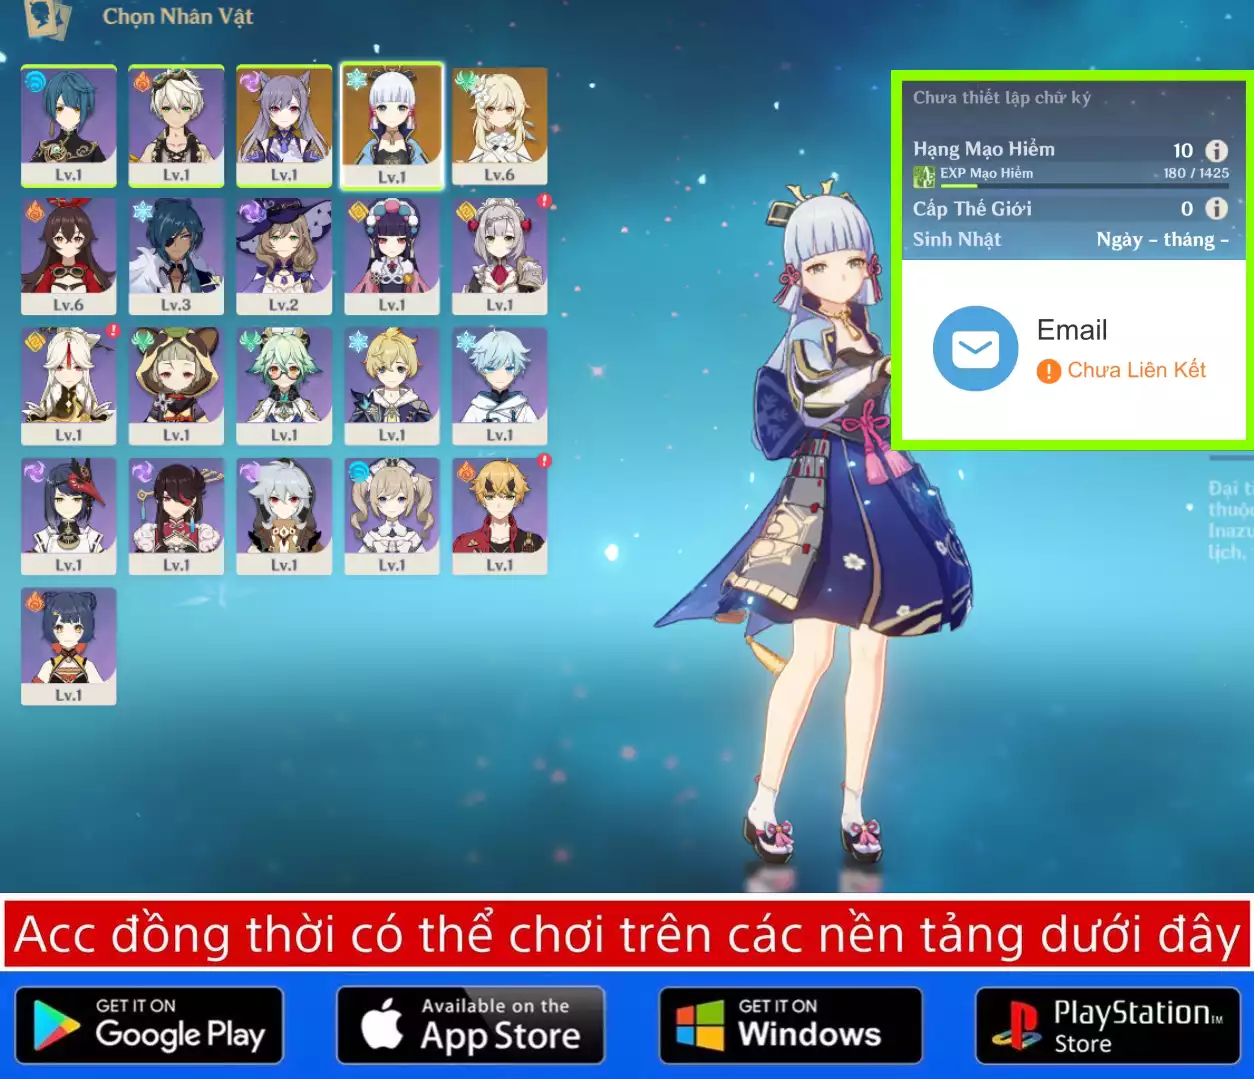 Chọn Nhân Vật
Lv.1
Lv.1
Lv.1
Lv.1
Lv.6
Lv.6
Lv.3
Lv.2
Lv.1
Lv.1
Lv.1
Lv.1
Lv.1
Lv.1
Lv.1
Lv.1
Lv.1
Lv.1
Lv.1
Lv.1
Lv.1
Chưa thiết lập chữ ký
Hạng Mạo Hiểm 10
EXP Mạo Hiểm 180 / 1425
Cấp Thế Giới 0
Sinh Nhật Ngày - tháng -
Email
Chưa Liên Kết
Đại
thuộc
Inazu
lịch,
Acc đồng thời có thể chơi trên các nền tảng dưới đây
GET IT ON
Google Play
Available on the
App Store
GET IT ON
Windows
PlayStation™
Store